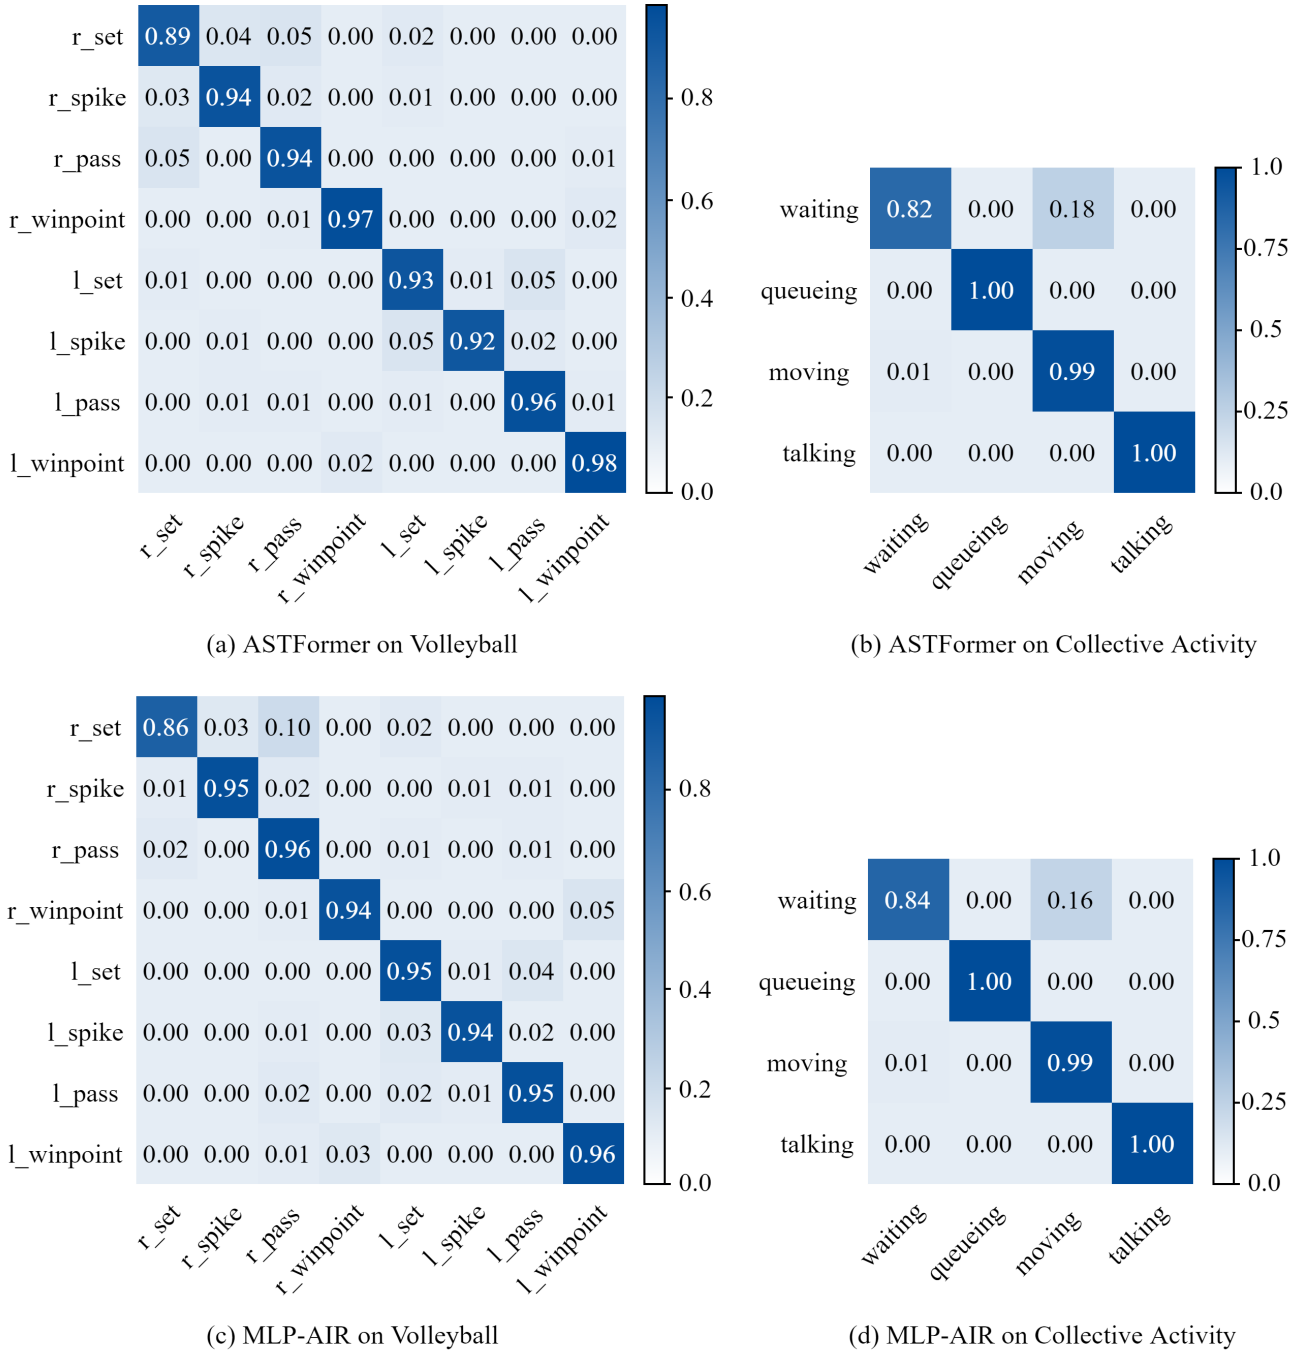 r_set 0.89 0.04 0.05 0.00 0.02 0.00 0.00 0.00
r_spike 0.03 0.94 0.02 0.00 0.01 0.00 0.00 0.00
r_pass 0.05 0.00 0.94 0.00 0.00 0.00 0.00 0.01
r_winpoint 0.00 0.00 0.01 0.97 0.00 0.00 0.00 0.02
l_set 0.01 0.00 0.00 0.00 0.93 0.01 0.05 0.00
l_spike 0.00 0.01 0.00 0.00 0.05 0.92 0.02 0.00
l_pass 0.00 0.01 0.01 0.00 0.01 0.00 0.96 0.01
l_winpoint 0.00 0.00 0.00 0.02 0.00 0.00 0.00 0.98
r_set r_spike r_pass r_winpoint l_set l_spike l_pass l_winpoint
0.8
0.6
0.4
0.2
0.0
(a) ASTFormer on Volleyball
waiting 0.82 0.00 0.18 0.00
queueing 0.00 1.00 0.00 0.00
moving 0.01 0.00 0.99 0.00
talking 0.00 0.00 0.00 1.00
waiting queueing moving talking
1.0
0.75
0.5
0.25
0.0
(b) ASTFormer on Collective Activity
r_set 0.86 0.03 0.10 0.00 0.02 0.00 0.00 0.00
r_spike 0.01 0.95 0.02 0.00 0.00 0.01 0.01 0.00
r_pass 0.02 0.00 0.96 0.00 0.01 0.00 0.01 0.00
r_winpoint 0.00 0.00 0.01 0.94 0.00 0.00 0.00 0.05
l_set 0.00 0.00 0.00 0.00 0.95 0.01 0.04 0.00
l_spike 0.00 0.00 0.01 0.00 0.03 0.94 0.02 0.00
l_pass 0.00 0.00 0.02 0.00 0.02 0.01 0.95 0.00
l_winpoint 0.00 0.00 0.01 0.03 0.00 0.00 0.00 0.96
r_set r_spike r_pass r_winpoint l_set l_spike l_pass l_winpoint
0.8
0.6
0.4
0.2
0.0
(c) MLP-AIR on Volleyball
waiting 0.84 0.00 0.16 0.00
queueing 0.00 1.00 0.00 0.00
moving 0.01 0.00 0.99 0.00
talking 0.00 0.00 0.00 1.00
waiting queueing moving talking
1.0
0.75
0.5
0.25
0.0
(d) MLP-AIR on Collective Activity